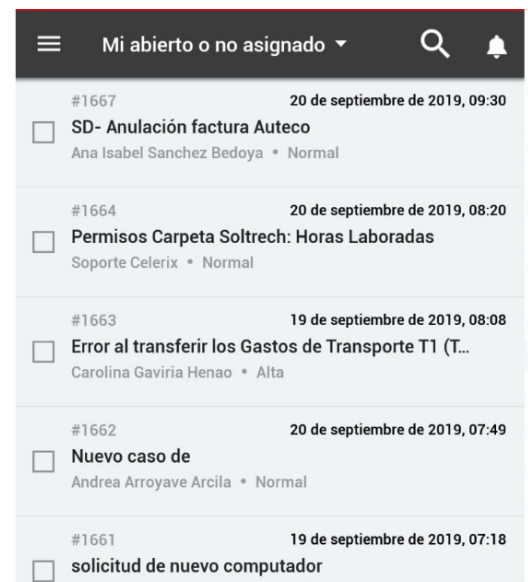 Mi abierto o no asignado
#1667 20 de septiembre de 2019, 09:30
SD- Anulación factura Auteco
Ana Isabel Sanchez Bedoya • Normal
#1664 20 de septiembre de 2019, 08:20
Permisos Carpeta Soltrech: Horas Laboradas
Soporte Celerix • Normal
#1663 19 de septiembre de 2019, 08:08
Error al transferir los Gastos de Transporte T1 (T...
Carolina Gaviria Henao • Alta
#1662 20 de septiembre de 2019, 07:49
Nuevo caso de
Andrea Arroyave Arcila • Normal
#1661 19 de septiembre de 2019, 07:18
solicitud de nuevo computador